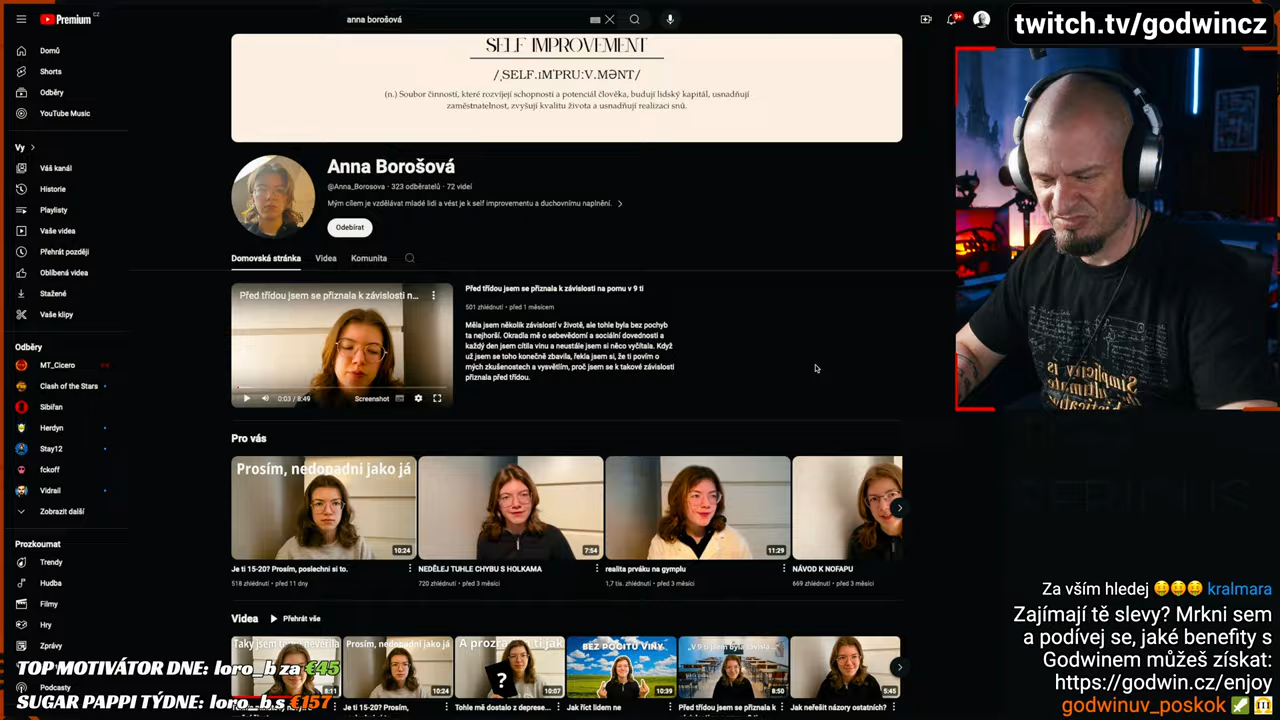 Premium CZ
anna borošová
9+
twitch.tv/godwincz
Domů
Shorts
Odběry
YouTube Music
Vy
Váš kanál
Historie
Playlisty
Vaše videa
Přehrát později
Oblíbená videa
Stažené
Vaše klipy
Odběry
MT_Cicero
Clash of the Stars
Sibiřan
Herdyn
Stay12
fckoff
Vidrail
Zobrazit další
Prozkoumat
Trendy
Hudba
Filmy
Hry
Zprávy
Podcasty
SELF IMPROVEMENT
/ˌSELF.ɪMˈPRUːV.MƏNT/
(n.) Soubor činností, které rozvíjejí schopnosti a potenciál člověka, budují lidský kapitál, usnadňují
zaměstnatelnost, zvyšují kvalitu života a usnadňují realizaci snů.
Anna Borošová
@Anna_Borosova · 323 odběratelů · 72 videí
Mým cílem je vzdělávat mladé lidi a vést je k self improvementu a duchovnímu naplnění.
Odebírat
Domovská stránka Videa Komunita
Před třídou jsem se přiznala k závislosti n...
0:03 / 8:49 Screenshot
Před třídou jsem se přiznala k závislosti na pornu v 9 ti
501 zhlédnutí · před 1 měsícem
Měla jsem několik závislostí v životě, ale tohle byla bez pochyb
ta nejhorší. Okradla mě o sebevědomí a sociální dovednosti a
každý den jsem cítila vinu a neustále jsem si něco vyčítala. Když
už jsem se toho konečně zbavila, řekla jsem si, že ti povím o
mých zkušenostech a vysvětlím, proč jsem se k takové závislosti
přiznala před třídou.
Pro vás
Prosím, nedopadni jako já
10:24
7:54
11:29
Je ti 15-20? Prosím, poslechni si to.
518 zhlédnutí · před 11 dny
NEDĚLEJ TUHLE CHYBU S HOLKAMA
720 zhlédnutí · před 3 měsíci
realita prváku na gymplu
1,7 tis. zhlédnutí · před 3 měsíci
NÁVOD K NOFAPU
669 zhlédnutí · před 3 měsíci
Videa Přehrát vše
Taky jsem tomu nevěřila
Prosím, nedopadni jako já
A prozradí ti jak
?
BEZ POCITU VINY
8:11
10:24
10:07
10:39
8:50
5:45
Je ti 15-20? Prosím,
Tohle mě dostalo z deprese...
Jak říct lidem ne
Před třídou jsem se přiznala k
Jak neřešit názory ostatních?
TOP MOTIVÁTOR DNE: loro_b za €45
SUGAR PAPPI TÝDNE: loro_b s €157
Simplicity is
the ultimate
Za vším hledej 🤑🤑🤑 kralmara
Zajímají tě slevy? Mrkni sem
a podívej se, jaké benefity s
Godwinem můžeš získat:
https://godwin.cz/enjoy
godwinuv_poskok